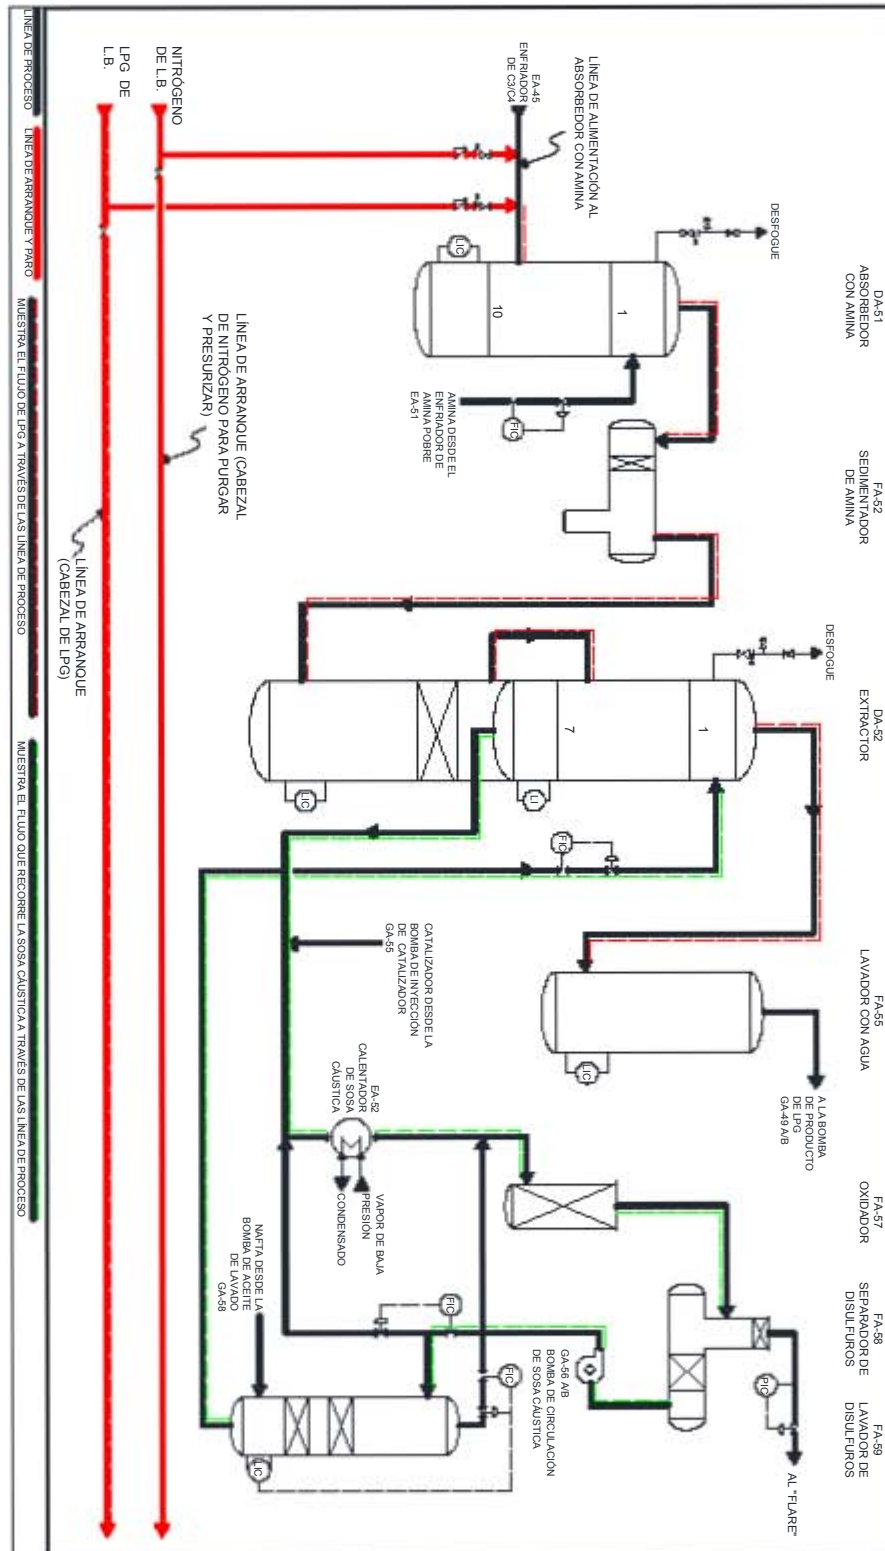 DA-51
ABSORBEDOR
CON AMINA
FA-52
SEDIMENTADOR
DE AMINA
DA-52
EXTRACTOR
FA-55
LAVADOR CON AGUA
FA-57
OXIDADOR
FA-58
SEPARADOR DE
DISULFUROS
FA-59
LAVADOR DE
DISULFUROS
DESFOGUE
DESFOGUE
A LA BOMBA
DE PRODUCTO
DE LPG
GA-49 A/B
AL "FLARE"
PIC
LÍNEA DE ALIMENTACIÓN AL
ABSORBEDOR CON AMINA
EA-45
ENFRIADOR
DE C3/C4
1
10
LIC
AMINA DESDE EL
ENFRIADOR DE
AMINA POBRE
EA-51
FIC
1
7
LI
LIC
FIC
LIC
CATALIZADOR DESDE LA
BOMBA DE INYECCIÓN
DE CATALIZADOR
GA-55
EA-52
CALENTADOR
DE SOSA
CÁUSTICA
VAPOR DE BAJA
PRESIÓN
CONDENSADO
GA-56 A/B
BOMBA DE CIRCULACIÓN
DE SOSA CÁUSTICA
FIC
FIC
LIC
NAFTA DESDE LA
BOMBA DE ACEITE
DE LAVADO
GA-58
NITRÓGENO
DE L.B.
LPG DE
L.B.
LÍNEA DE ARRANQUE (CABEZAL
DE NITRÓGENO PARA PURGAR
Y PRESURIZAR)
LÍNEA DE ARRANQUE
(CABEZAL DE LPG)
LÍNEA DE PROCESO
LÍNEA DE ARRANQUE Y PARO
MUESTRA EL FLUJO DE LPG A TRAVÉS DE LAS LÍNEA DE PROCESO
MUESTRA EL FLUJO QUE RECORRE LA SOSA CÁUSTICA A TRAVÉS DE LAS LÍNEA DE PROCESO